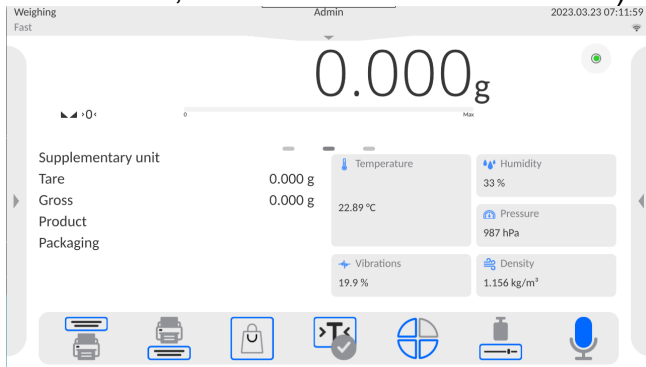 Weighing Admin 2023.03.23 07:11:59
Fast
0.000g
›0‹ 0 Max
Supplementary unit
Tare 0.000 g
Gross 0.000 g
Product
Packaging
Temperature
22.89 °C
Humidity
33 %
Pressure
987 hPa
Vibrations
19.9 %
Density
1.156 kg/m³
›T‹